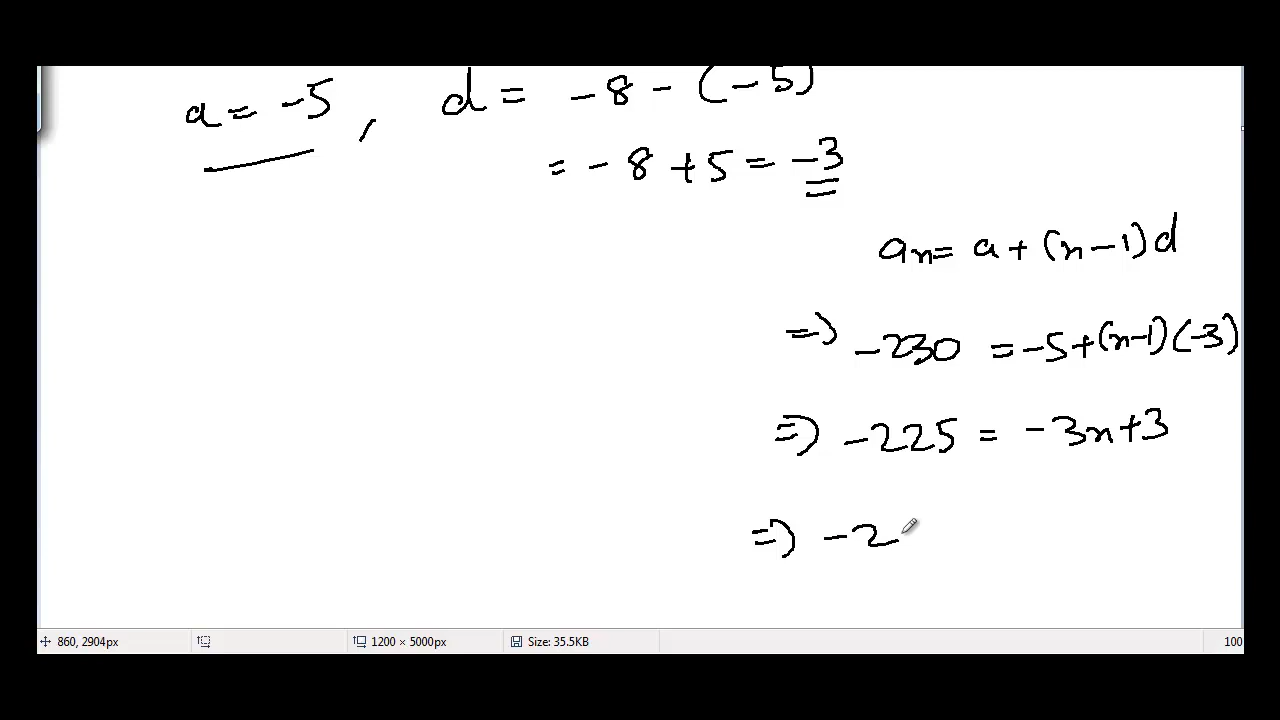 a = -5 , d = -8 - (-5)
= -8 + 5 = -3
an = a + (n-1)d
=) -230 = -5+(n-1)(-3)
=) -225 = -3n+3
=) -2
860, 2904px 1200 × 5000px Size: 35.5KB 100